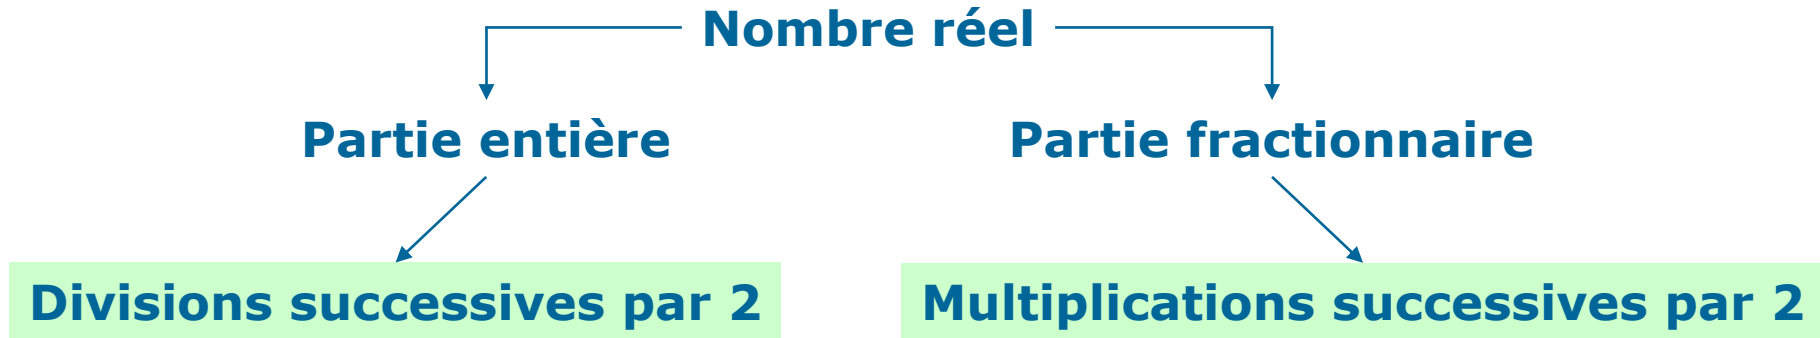 Nombre réel
Partie entière
Partie fractionnaire
Divisions successives par 2
Multiplications successives par 2